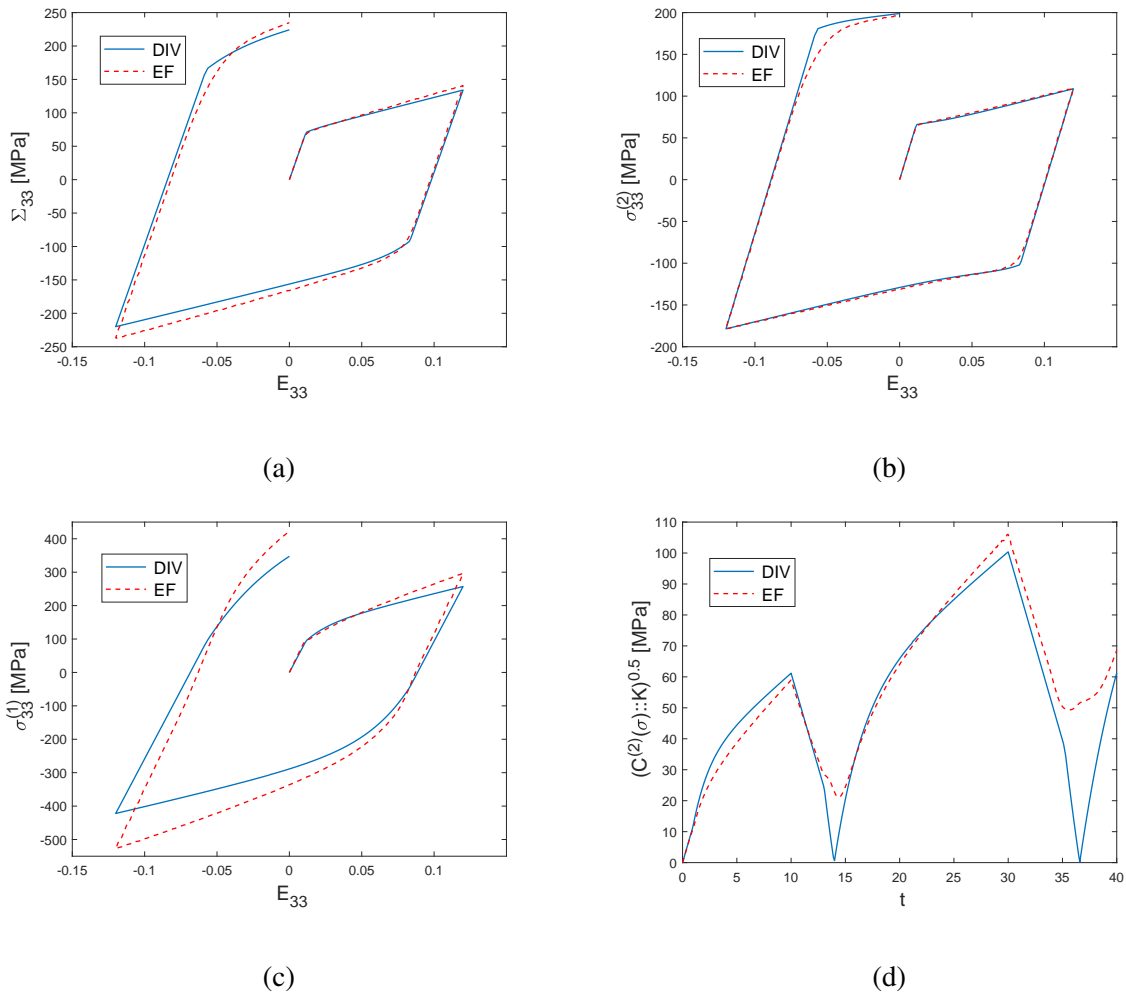 250
200
150
100
50
0
-50
-100
-150
-200
-250
-0.15 -0.1 -0.05 0 0.05 0.1
E33
Σ33 [MPa]
DIV
EF
(a)
200
150
100
50
0
-50
-100
-150
-200
-0.15 -0.1 -0.05 0 0.05 0.1
E33
σ33(2) [MPa]
DIV
EF
(b)
400
300
200
100
0
-100
-200
-300
-400
-500
-0.15 -0.1 -0.05 0 0.05 0.1
E33
σ33(1) [MPa]
DIV
EF
(c)
110
100
90
80
70
60
50
40
30
20
10
0
0 5 10 15 20 25 30 35 40
t
(C(2)(σ)::K)0.5 [MPa]
DIV
EF
(d)